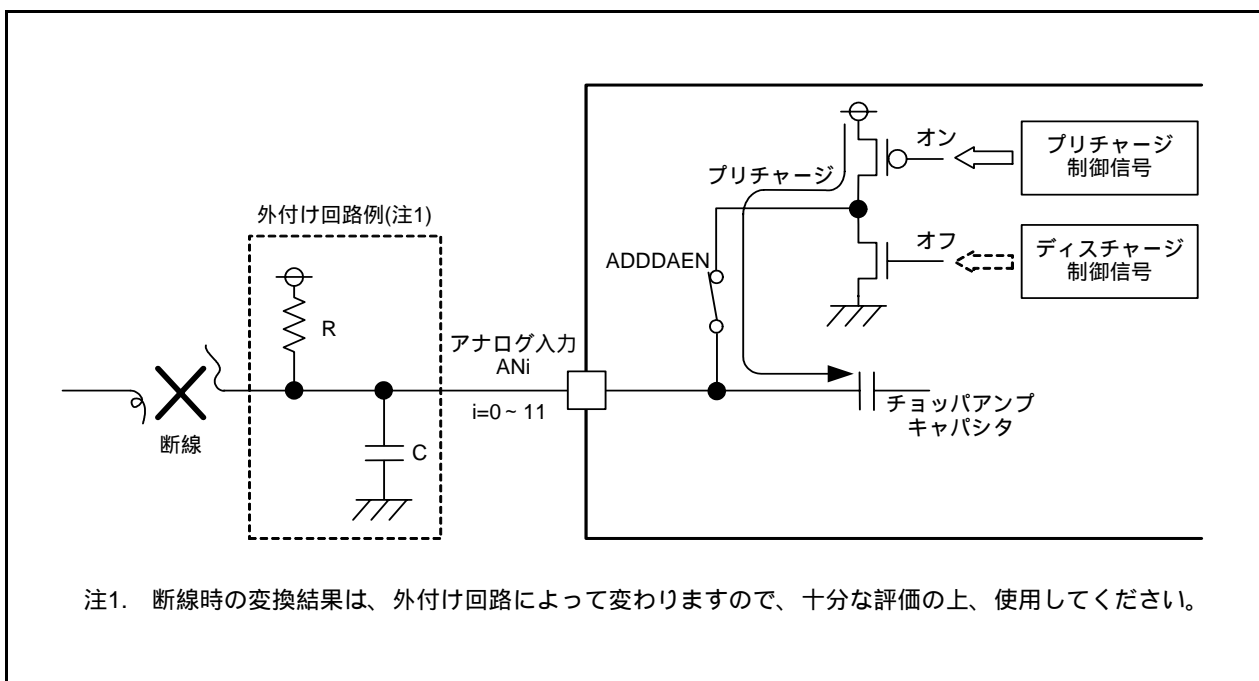 外付け回路例(注1)
R
C
断線
アナログ入力
ANi
i=0~11
プリチャージ
ADDDAEN
オン
オフ
プリチャージ
制御信号
ディスチャージ
制御信号
チョッパアンプ
キャパシタ
注1. 断線時の変換結果は、外付け回路によって変わりますので、十分な評価の上、使用してください。